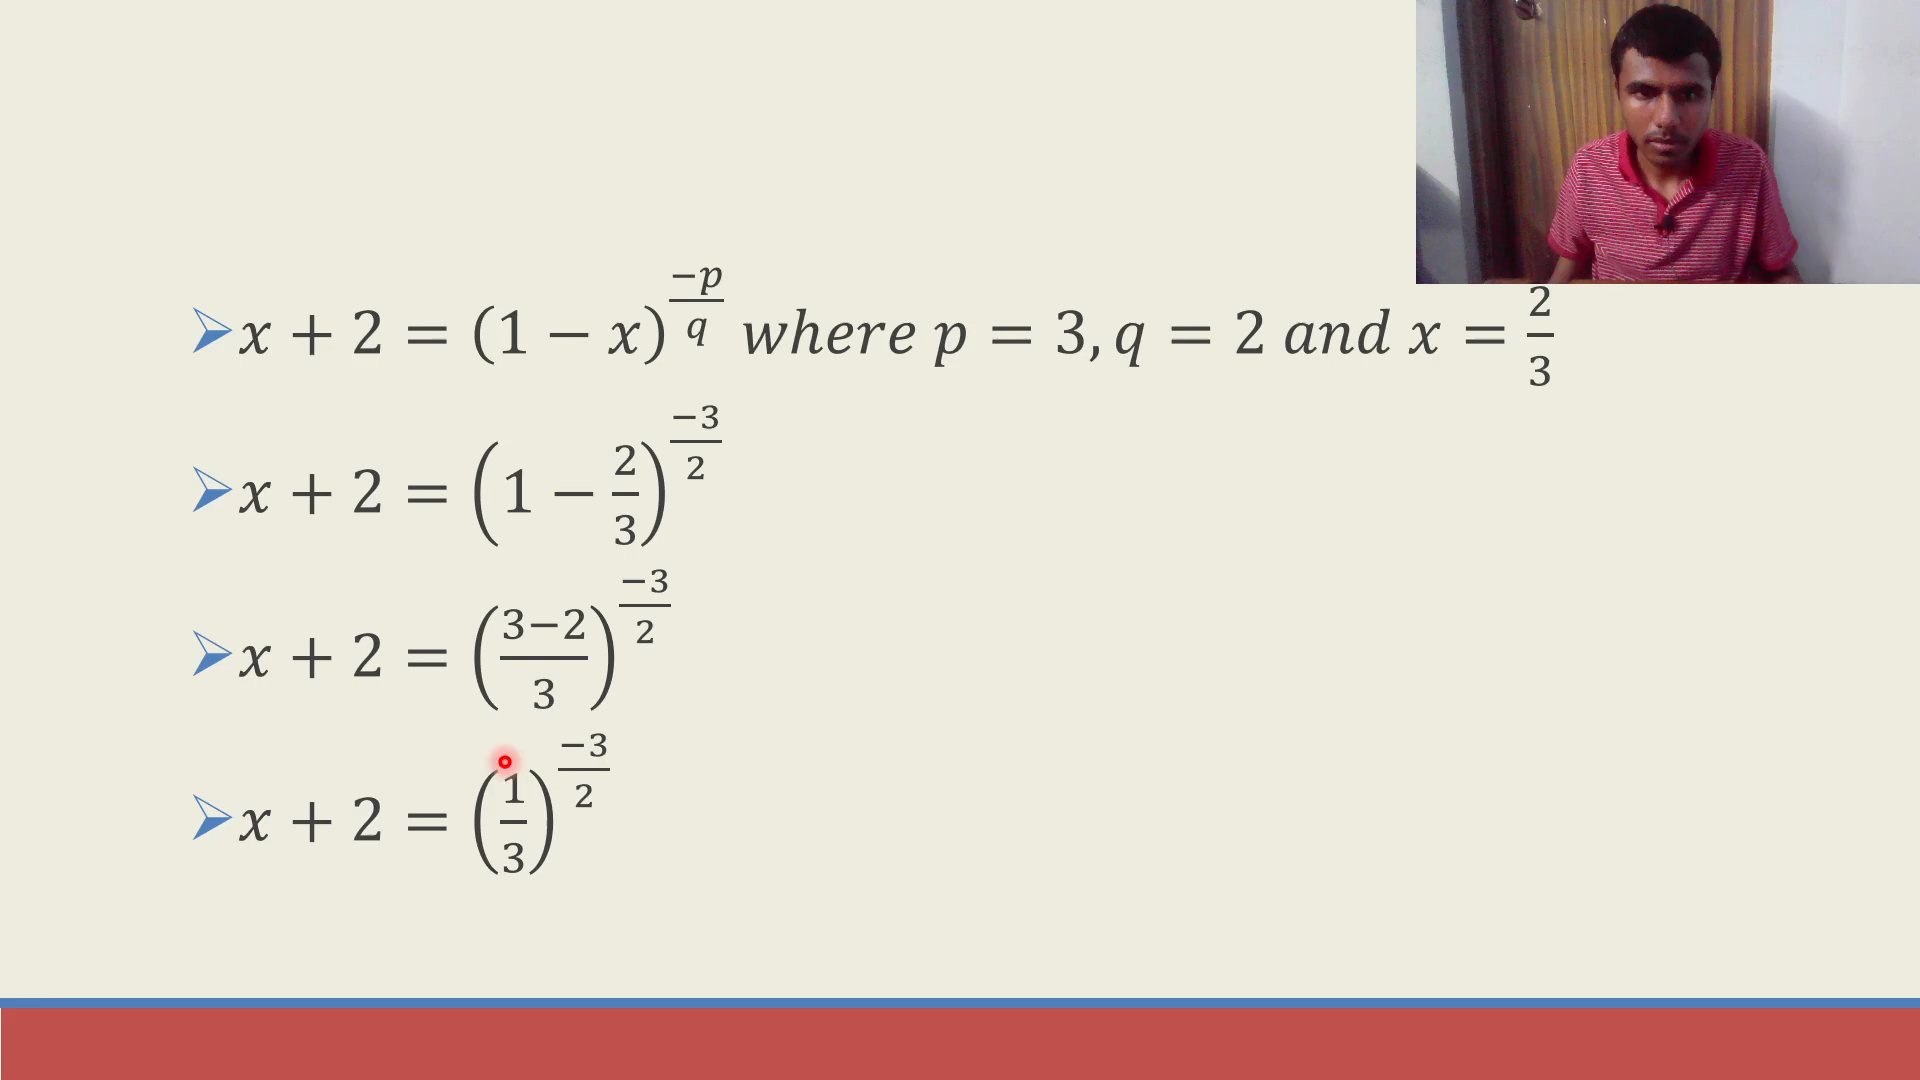 x + 2 = (1 − x)^(−p/q) where p = 3, q = 2 and x = 2/3
x + 2 = (1 − 2/3)^(−3/2)
x + 2 = ((3−2)/3)^(−3/2)
x + 2 = (1/3)^(−3/2)